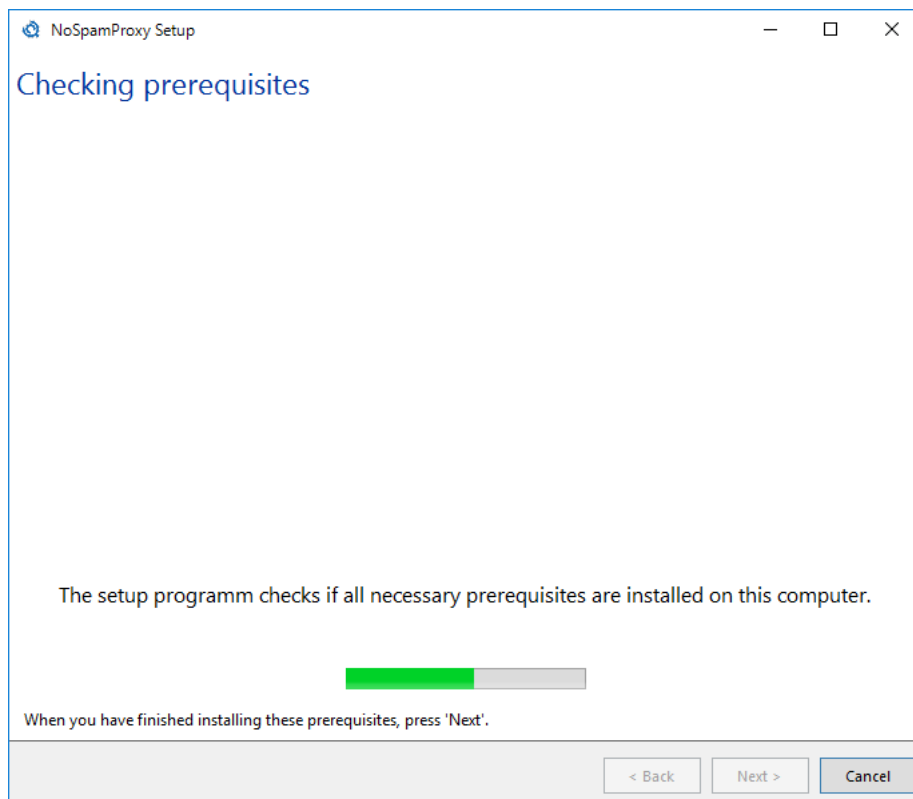 NoSpamProxy Setup
Checking prerequisites
The setup programm checks if all necessary prerequisites are installed on this computer.
When you have finished installing these prerequisites, press 'Next'.
< Back Next > Cancel